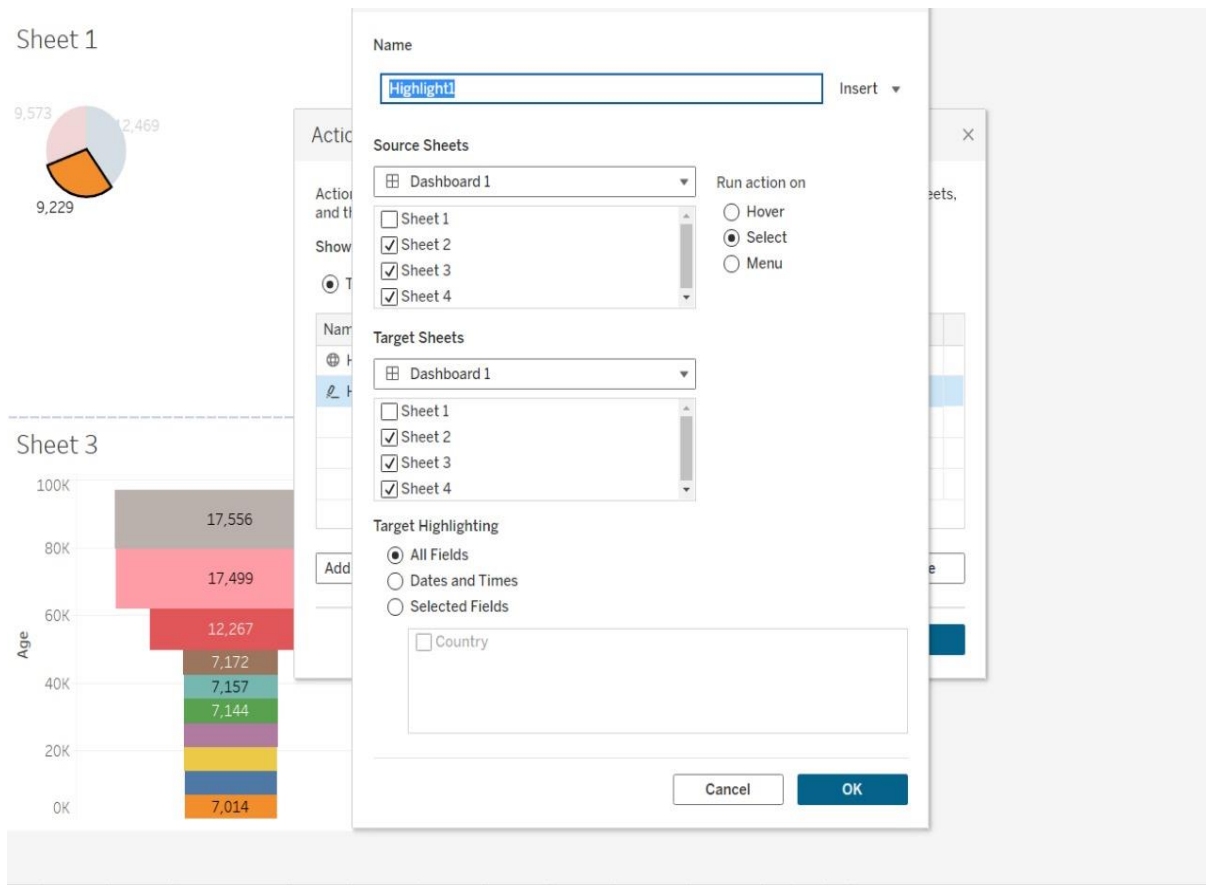 Sheet 1
9,573
12,469
9,229
Sheet 3
100K
80K
60K
40K
20K
0K
Age
17,556
17,499
12,267
7,172
7,157
7,144
7,014
Name
Highlight1
Insert
Source Sheets
Dashboard 1
Sheet 1
Sheet 2
Sheet 3
Sheet 4
Run action on
Hover
Select
Menu
Target Sheets
Dashboard 1
Sheet 1
Sheet 2
Sheet 3
Sheet 4
Target Highlighting
All Fields
Dates and Times
Selected Fields
Country
Cancel
OK
and
Show
Add